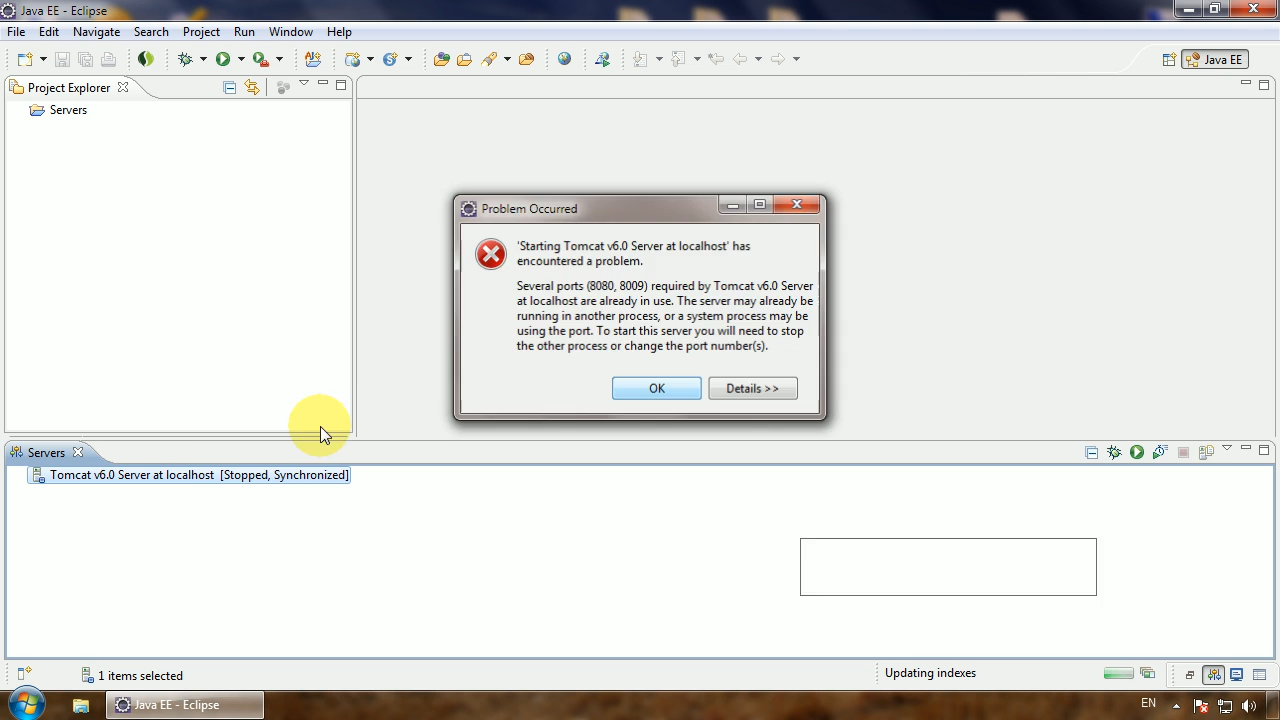 Java EE - Eclipse
File Edit Navigate Search Project Run Window Help
Java EE
Project Explorer
Servers
Problem Occurred
'Starting Tomcat v6.0 Server at localhost' has
encountered a problem.
Several ports (8080, 8009) required by Tomcat v6.0 Server
at localhost are already in use. The server may already be
running in another process, or a system process may be
using the port. To start this server you will need to stop
the other process or change the port number(s).
OK Details >>
Servers
Tomcat v6.0 Server at localhost [Stopped, Synchronized]
1 items selected Updating indexes
Java EE - Eclipse EN